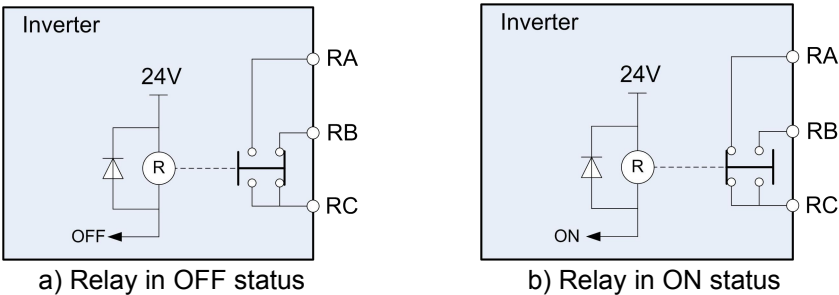 Inverter
24V
R
OFF
RA
RB
RC
a) Relay in OFF status
Inverter
24V
R
ON
RA
RB
RC
b) Relay in ON status